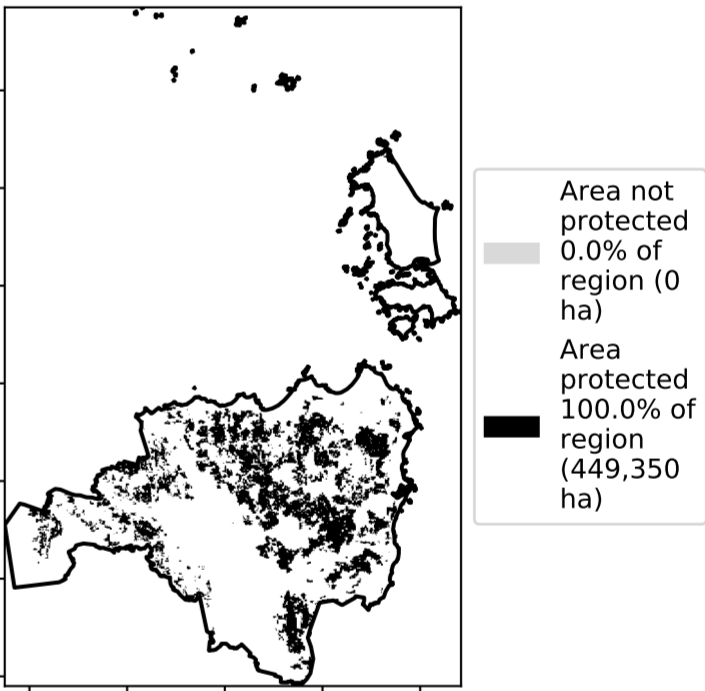 Area not
protected
0.0% of
region (0
ha)
Area
protected
100.0% of
region
(449,350
ha)